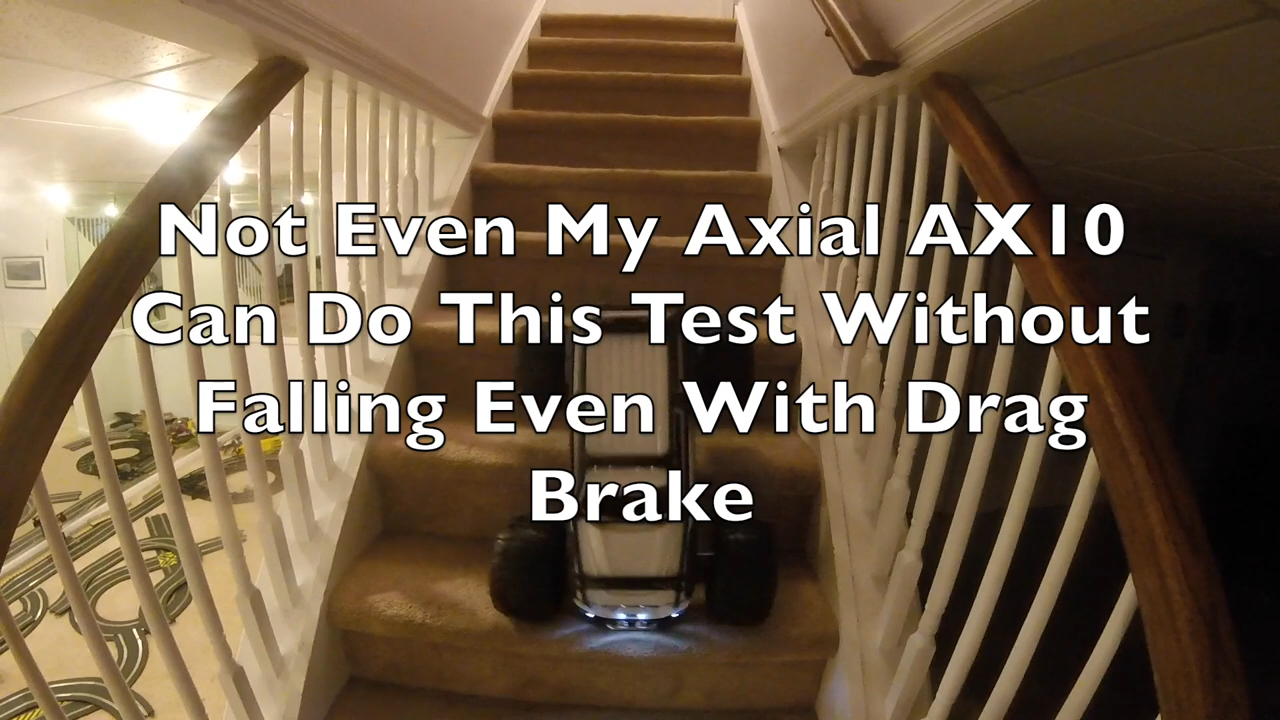 Not Even My Axial AX10
Can Do This Test Without
Falling Even With Drag
Brake